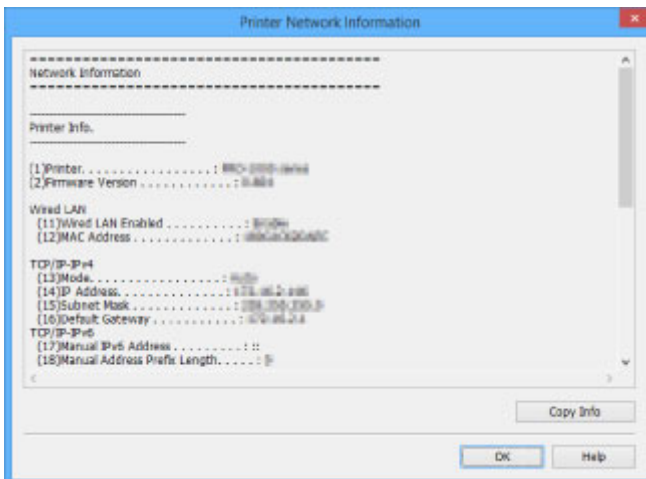 Printer Network Information
Network Information
Printer Info.
(1)Printer. . . . . . . . . . . . . . . . . :
(2)Firmware Version . . . . . . . . . . . . :
Wired LAN
(11)Wired LAN Enabled . . . . . . . . . . :
(12)MAC Address . . . . . . . . . . . . . :
TCP/IP-IPv4
(13)Mode. . . . . . . . . . . . . . . . . :
(14)IP Address. . . . . . . . . . . . . . :
(15)Subnet Mask . . . . . . . . . . . . . :
(16)Default Gateway . . . . . . . . . . . :
TCP/IP-IPv6
(17)Manual IPv6 Address . . . . . . . . . : ::
(18)Manual Address Prefix Length. . . . . :
Copy Info
OK
Help